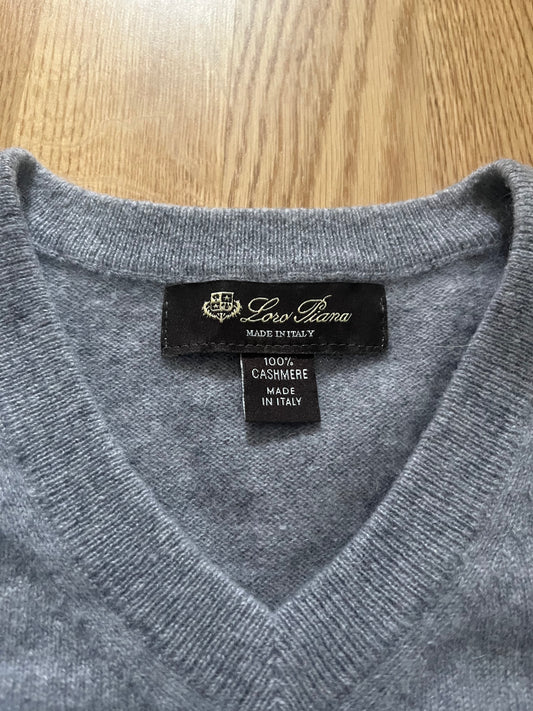 Loro Piana
MADE IN ITALY
100%
CASHMERE
MADE
IN ITALY